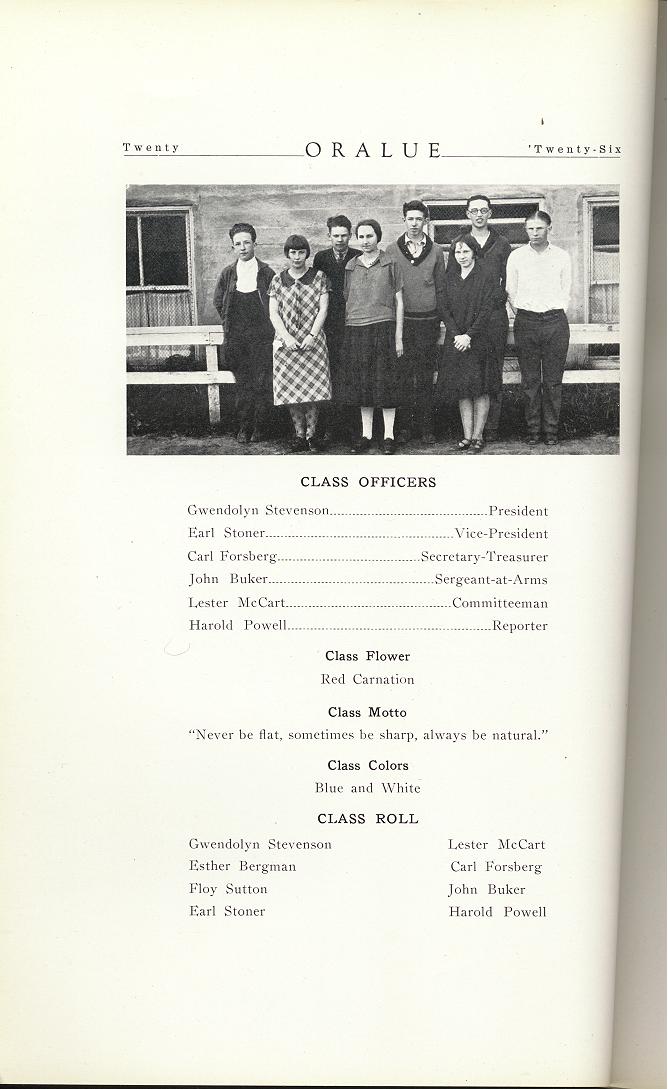 Twenty ORALUE 'Twenty-Six
CLASS OFFICERS
Gwendolyn Stevenson President
Earl Stoner Vice-President
Carl Forsberg Secretary-Treasurer
John Buker Sergeant-at-Arms
Lester McCart Committeeman
Harold Powell Reporter
Class Flower
Red Carnation
Class Motto
“Never be flat, sometimes be sharp, always be natural.”
Class Colors
Blue and White
CLASS ROLL
Gwendolyn Stevenson Lester McCart
Esther Bergman Carl Forsberg
Floy Sutton John Buker
Earl Stoner Harold Powell